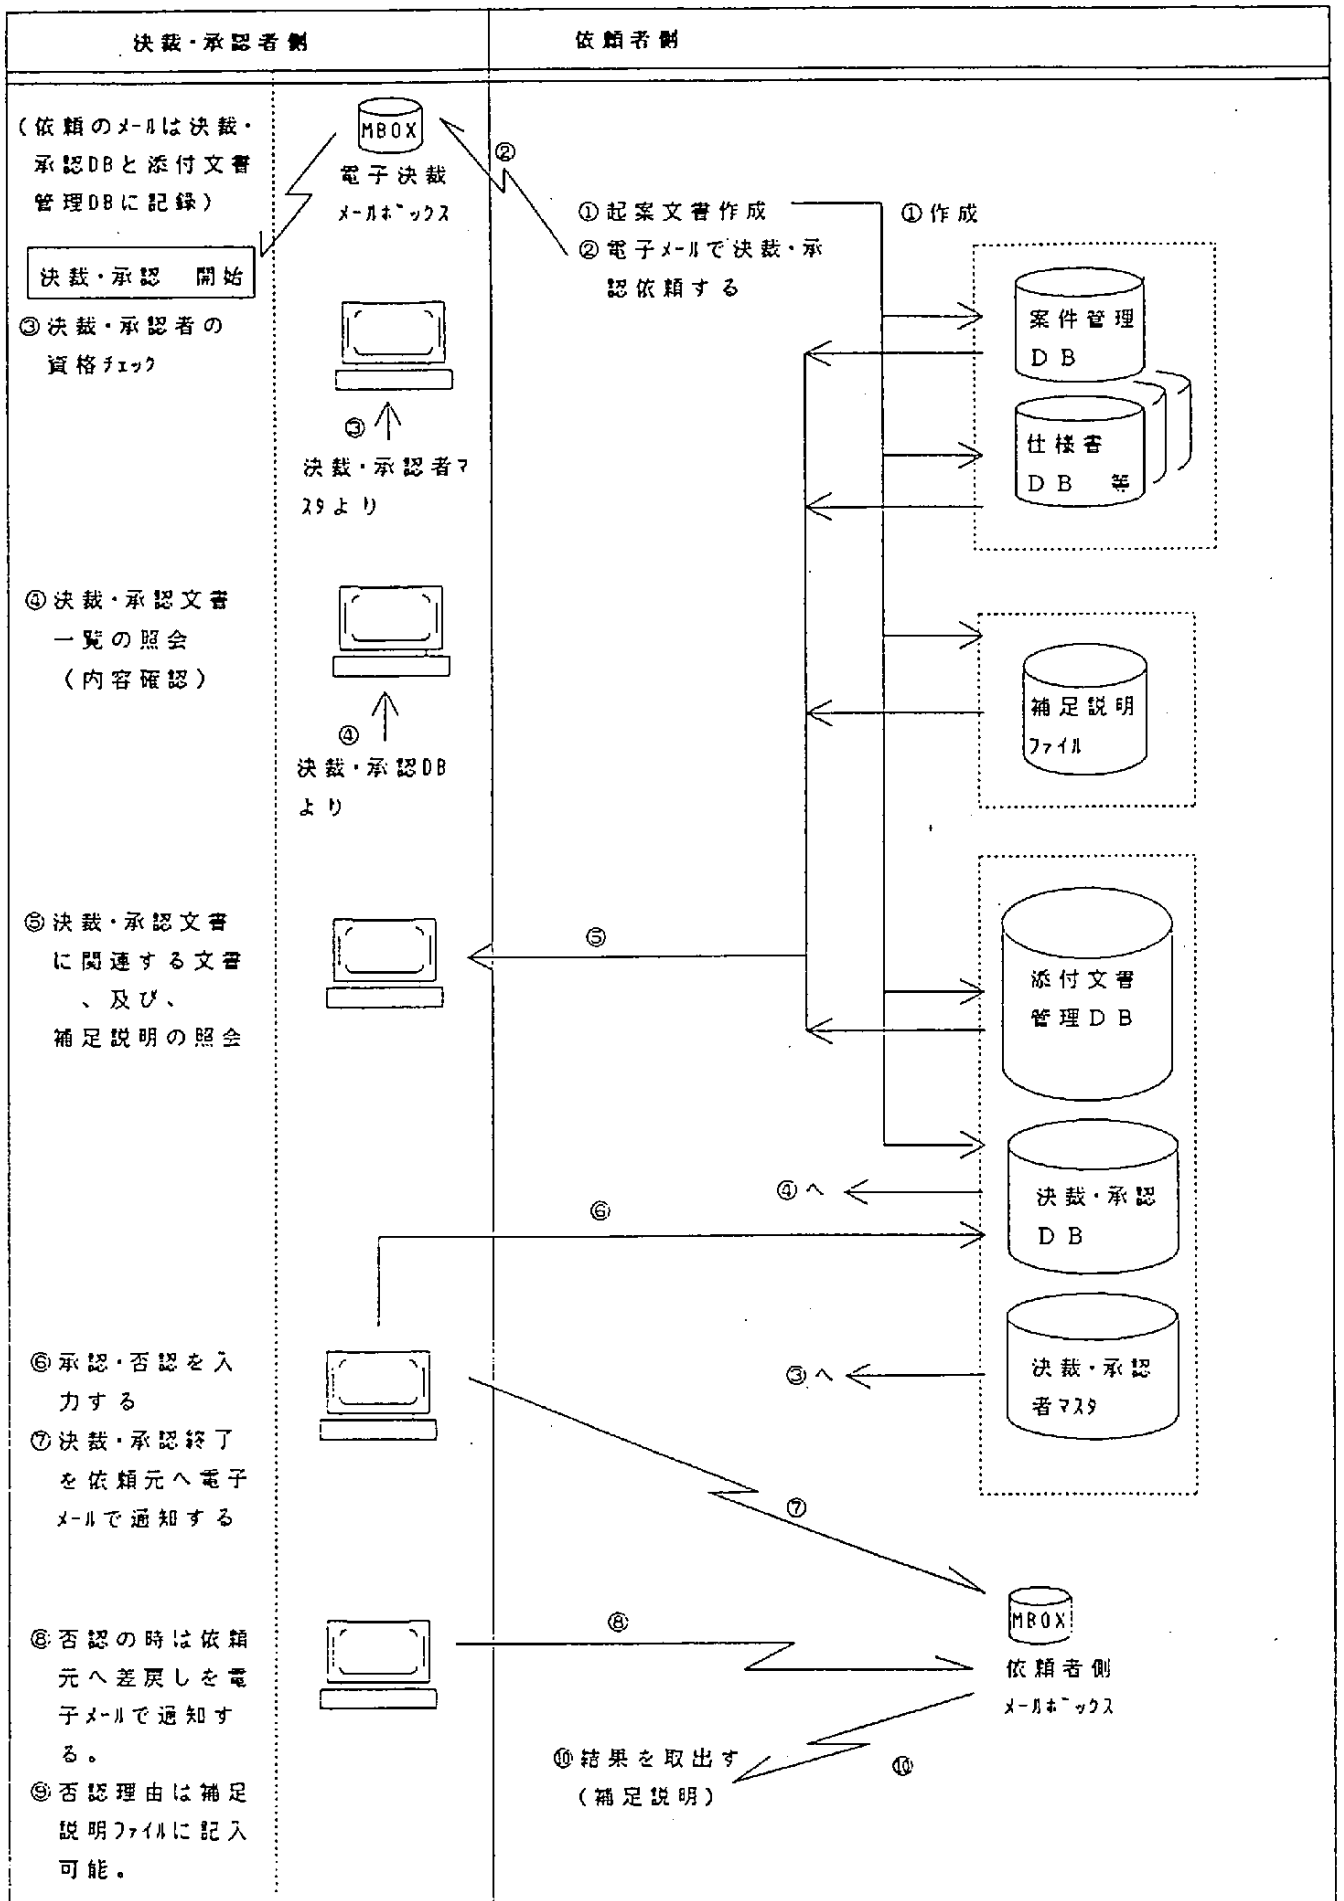 決裁・承認者側
依頼者側
(依頼のメールは決裁・
承認DBと添付文書
管理DBに記録)
MBOX
電子決裁
メールボックス
②
①起案文書作成
②電子メールで決裁・承
認依頼する
①作成
決裁・承認 開始
③決裁・承認者の
資格チェック
③
決裁・承認者マ
スタより
案件管理
DB
仕様書
DB 等
④決裁・承認文書
一覧の照会
(内容確認)
④
決裁・承認DB
より
補足説明
ファイル
⑤決裁・承認文書
に関連する文書
、及び、
補足説明の照会
⑤
添付文書
管理DB
④へ
⑥
決裁・承認
DB
⑥承認・否認を入
力する
⑦決裁・承認終了
を依頼元へ電子
メールで通知する
③へ
決裁・承認
者マスタ
⑦
⑧否認の時は依頼
元へ差戻しを電
子メールで通知す
る。
⑨否認理由は補足
説明ファイルに記入
可能。
⑧
MBOX
依頼者側
メールボックス
⑩結果を取出す
(補足説明)
⑩